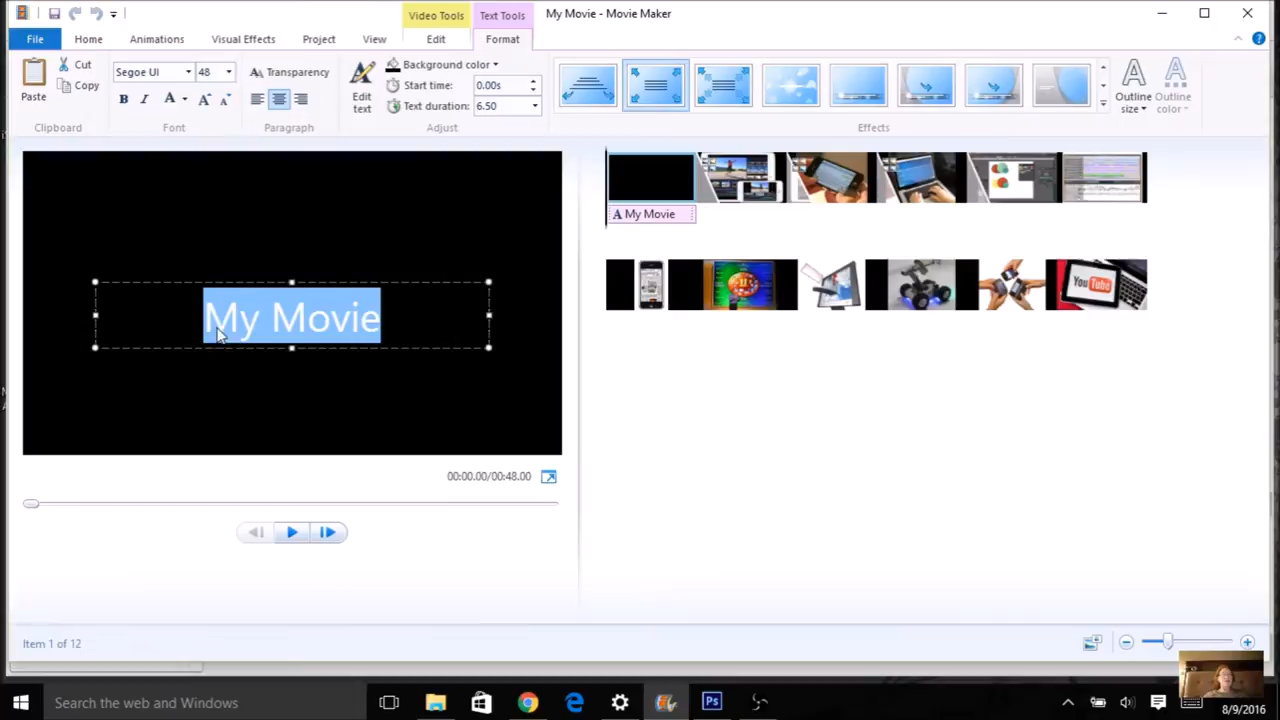 Video Tools
Text Tools
My Movie - Movie Maker
File
Home
Animations
Visual Effects
Project
View
Edit
Format
Paste
Cut
Copy
Clipboard
Segoe UI
48
B
I
A
A
A
Font
Transparency
Paragraph
Edit text
Background color
Start time:
0.00s
Text duration:
6.50
Adjust
Effects
Outline size
Outline color
My Movie
A My Movie
You Tube
00:00.00/00:48.00
Item 1 of 12
Search the web and Windows
Ps
8/9/2016